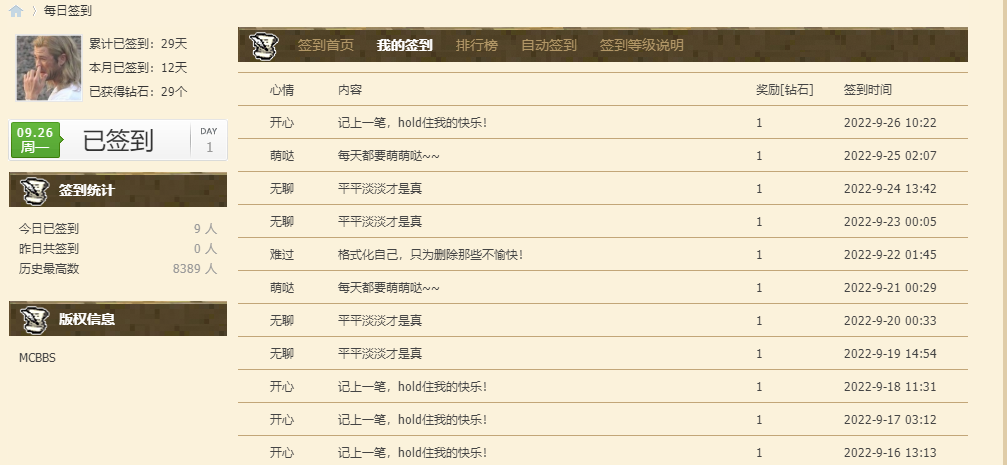 每日签到
累计已签到：29天
本月已签到：12天
已获得钻石：29个
09.26
周一
已签到
DAY
1
签到统计
今日已签到 9 人
昨日共签到 0 人
历史最高数 8389 人
版权信息
MCBBS
签到首页 我的签到 排行榜 自动签到 签到等级说明
心情 内容 奖励[钻石] 签到时间
开心 记上一笔，hold住我的快乐！ 1 2022-9-26 10:22
萌哒 每天都要萌萌哒~~ 1 2022-9-25 02:07
无聊 平平淡淡才是真 1 2022-9-24 13:42
无聊 平平淡淡才是真 1 2022-9-23 00:05
难过 格式化自己，只为删除那些不愉快！ 1 2022-9-22 01:45
萌哒 每天都要萌萌哒~~ 1 2022-9-21 00:29
无聊 平平淡淡才是真 1 2022-9-20 00:33
无聊 平平淡淡才是真 1 2022-9-19 14:54
开心 记上一笔，hold住我的快乐！ 1 2022-9-18 11:31
开心 记上一笔，hold住我的快乐！ 1 2022-9-17 03:12
开心 记上一笔，hold住我的快乐！ 1 2022-9-16 13:13